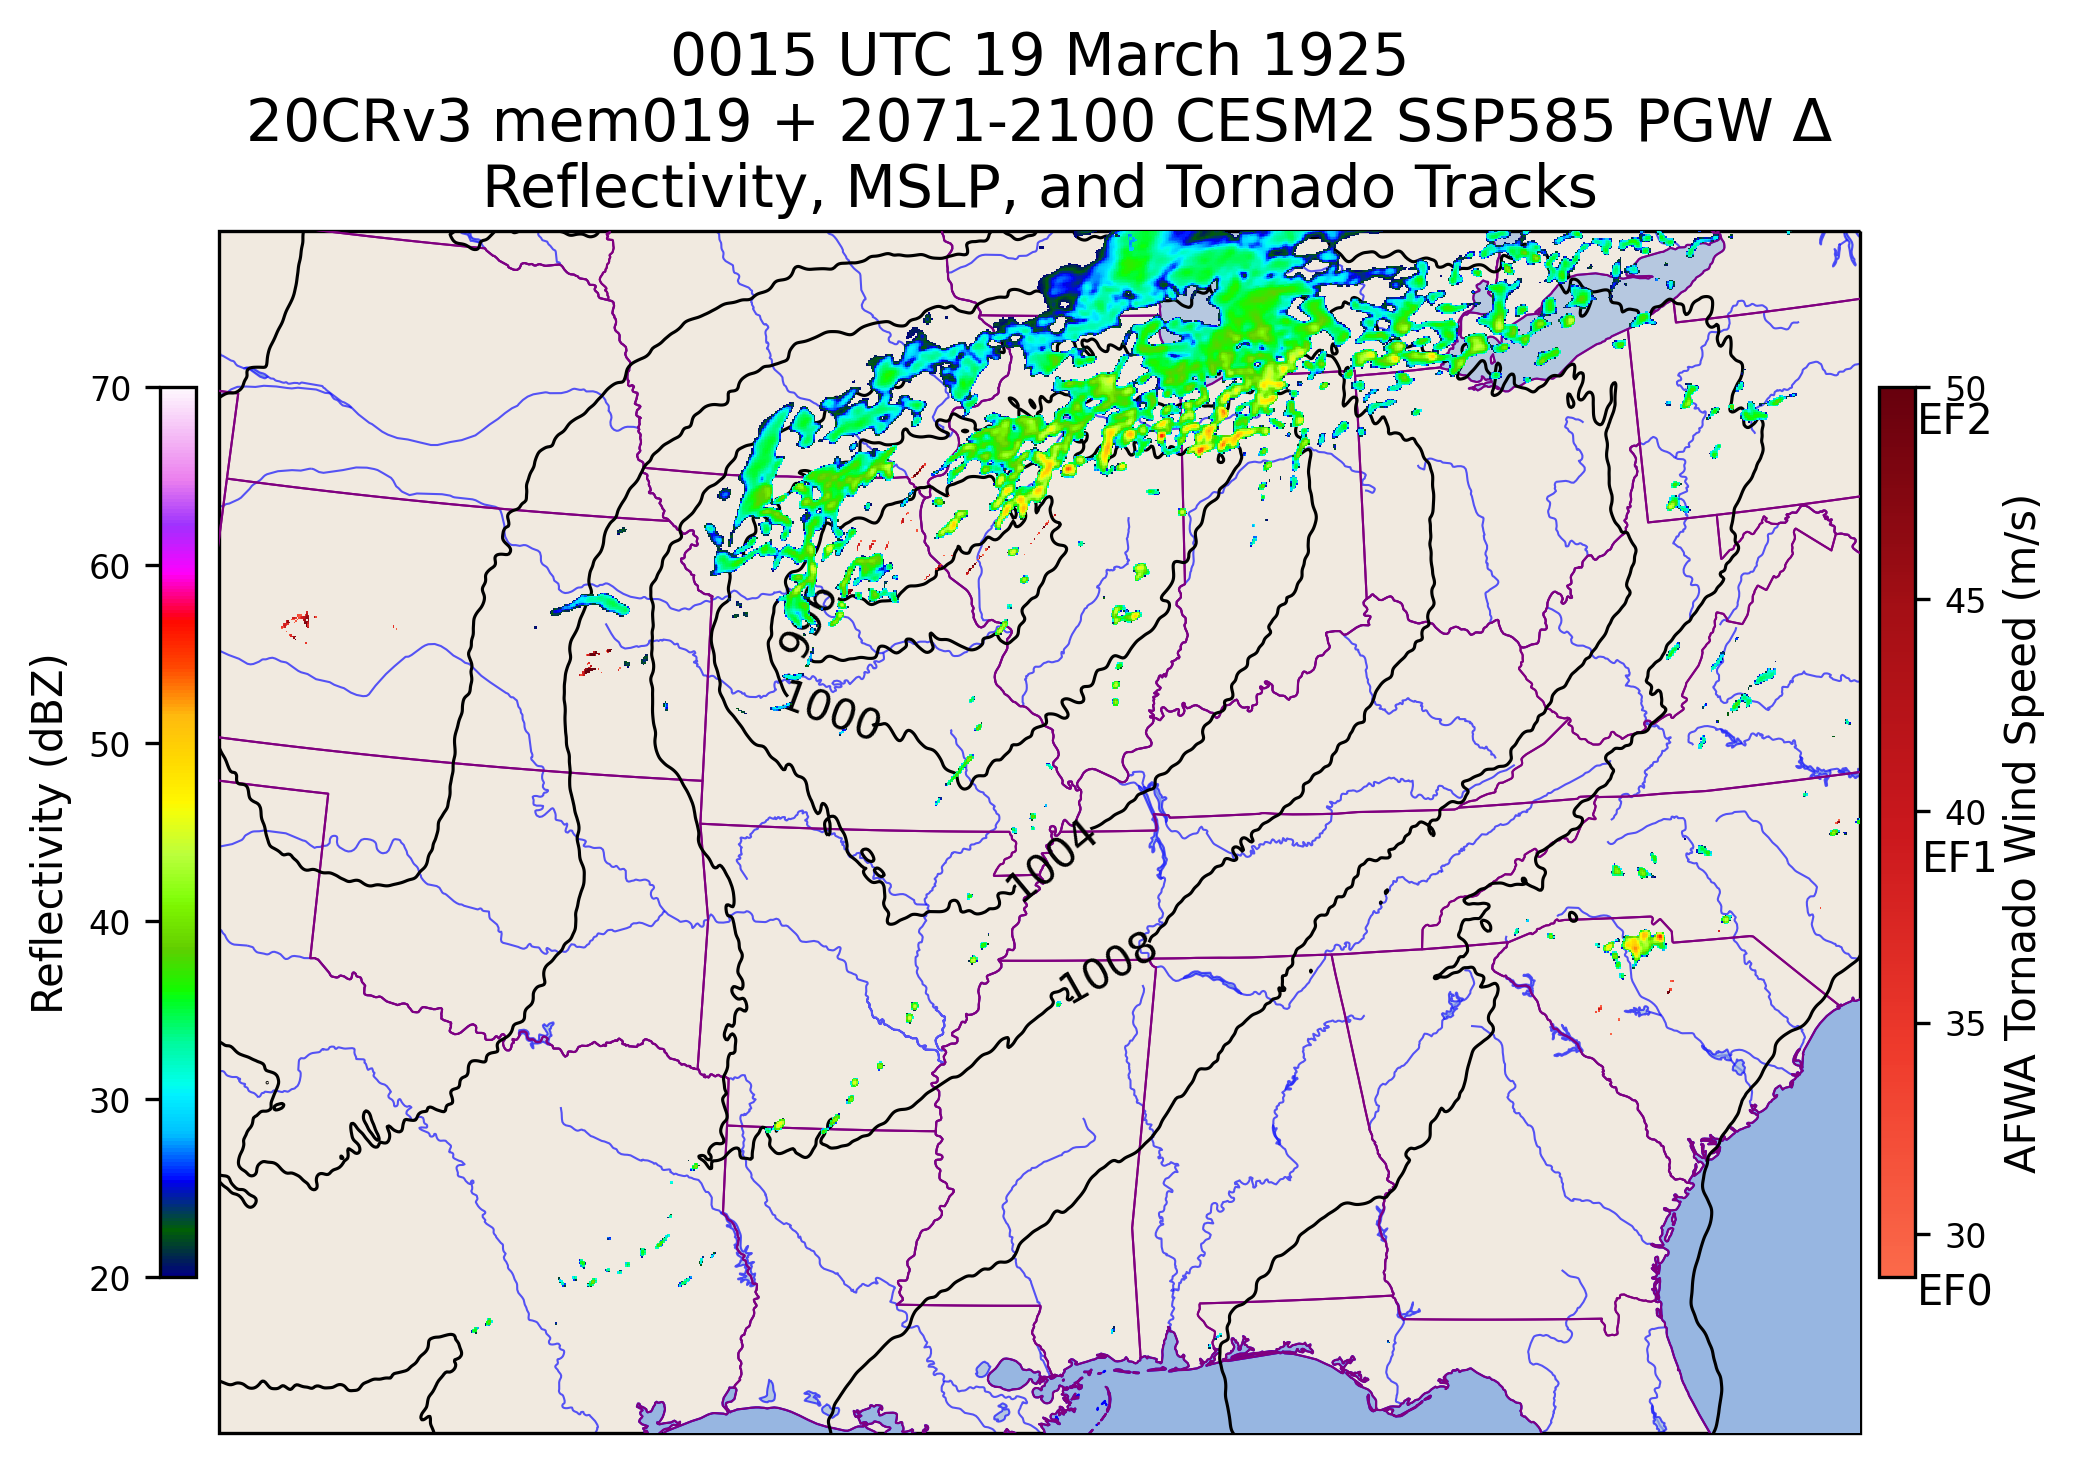 0015 UTC 19 March 1925
20CRv3 mem019 + 2071-2100 CESM2 SSP585 PGW Δ
Reflectivity, MSLP, and Tornado Tracks
Reflectivity (dBZ)
70
60
50
40
30
20
996
1000
1004
1008
50
EF2
45
40
EF1
35
30
EF0
AFWA Tornado Wind Speed (m/s)